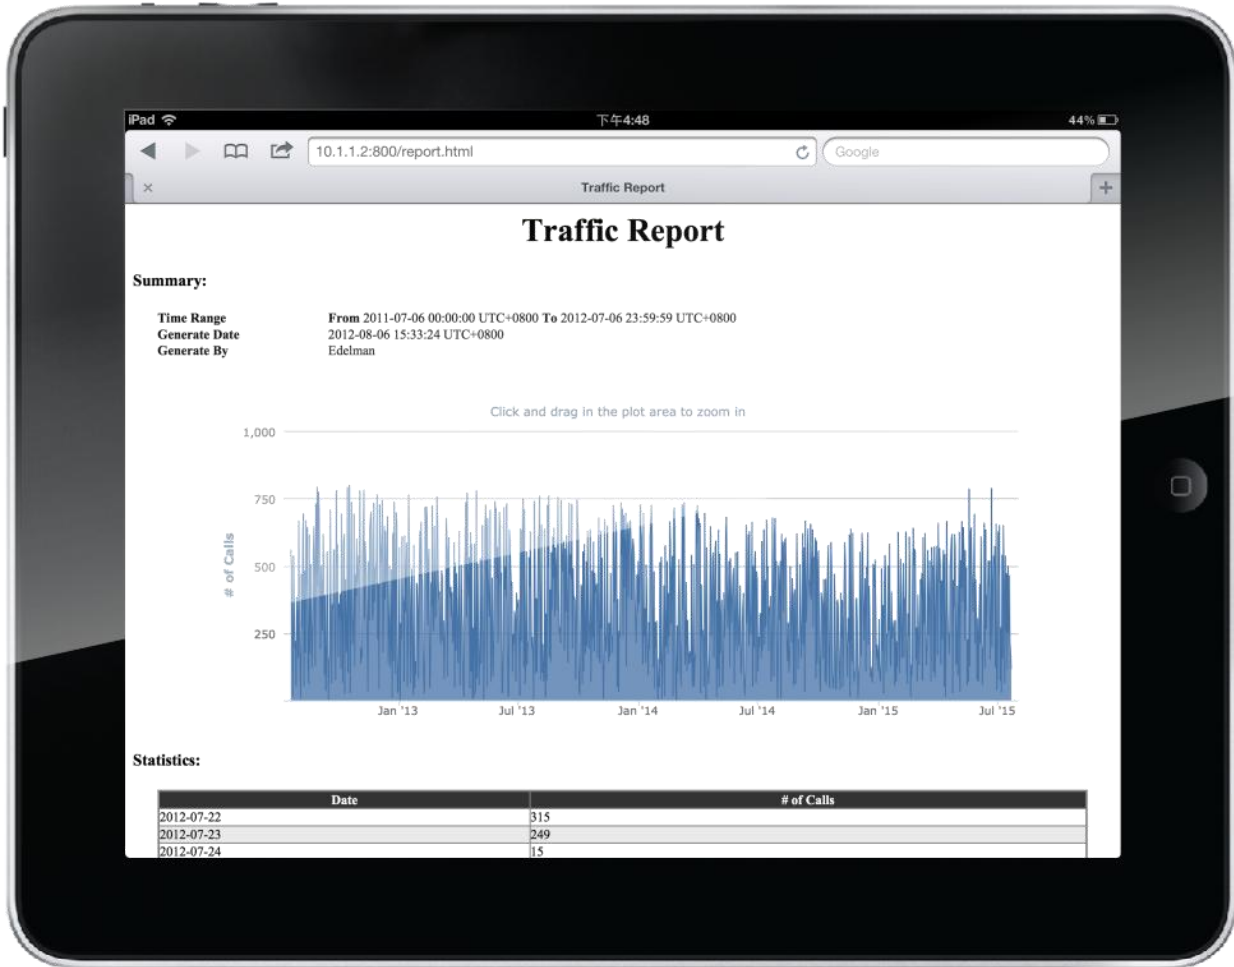 iPad 下午4:48 44%
10.1.1.2:800/report.html Google
Traffic Report
Traffic Report
Summary:
Time Range From 2011-07-06 00:00:00 UTC+0800 To 2012-07-06 23:59:59 UTC+0800
Generate Date 2012-08-06 15:33:24 UTC+0800
Generate By Edelman
Click and drag in the plot area to zoom in
1,000
750
500
250
# of Calls
Jan '13 Jul '13 Jan '14 Jul '14 Jan '15 Jul '15
Statistics:
Date # of Calls
2012-07-22 315
2012-07-23 249
2012-07-24 15